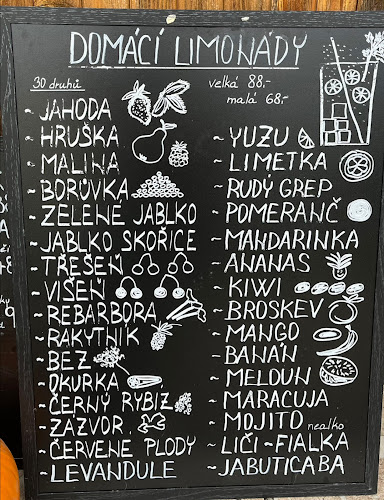 DOMÁCÍ LIMONÁDY
30 druhů
velká 88,-
malá 68,-
~ JAHODA
~ HRUŠKA
~ MALINA
~ BORŮVKA
~ ZELENÉ JABLKO
~ JABLKO SKOŘICE
~ TŘEŠEŇ
~ VIŠEŇ
~ REBARBORA
~ RAKYTNÍK
~ BEZ
~ OKURKA
~ ČERNÝ RYBÍZ
~ ZÁZVOR
~ ČERVENÉ PLODY
~ LEVANDULE
~ YUZU
~ LIMETKA
~ RUDÝ GREP
~ POMERANČ
~ MANDARINKA
~ ANANAS
~ KIWI
~ BROSKEV
~ MANGO
~ BANÁN
~ MELOUN
~ MARACUJA
~ MOJITO nealko
~ LIČI - FIALKA
~ JABUTICABA